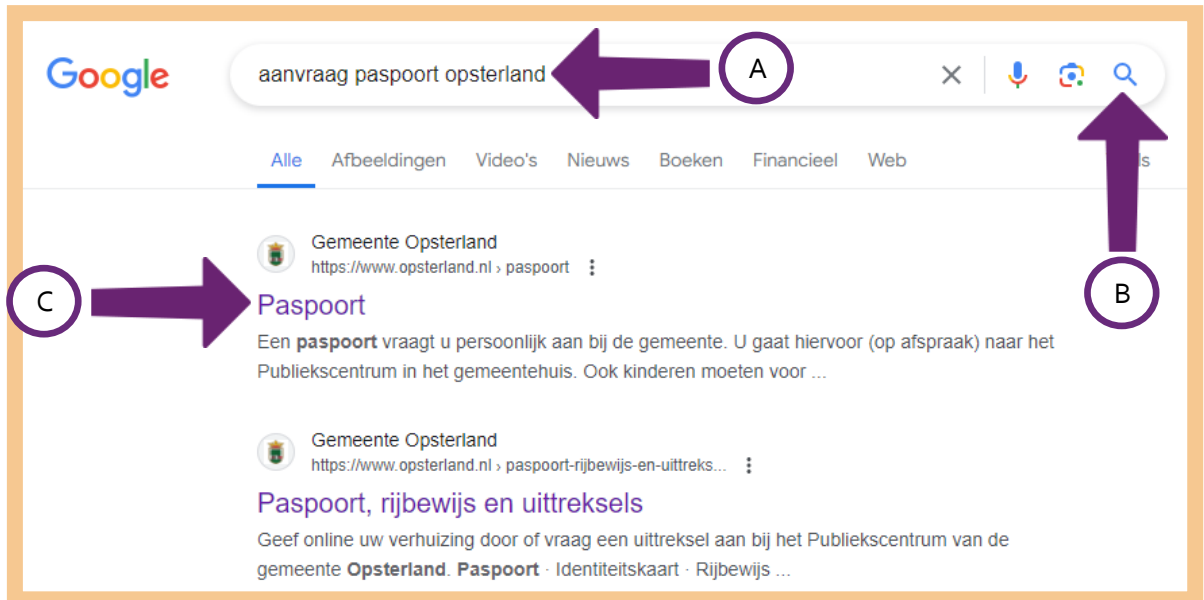 Google
aanvraag paspoort opsterland
A
Alle Afbeeldingen Video's Nieuws Boeken Financieel Web
Gemeente Opsterland
https://www.opsterland.nl › paspoort
C
B
Paspoort
Een paspoort vraagt u persoonlijk aan bij de gemeente. U gaat hiervoor (op afspraak) naar het
Publiekscentrum in het gemeentehuis. Ook kinderen moeten voor ...
Gemeente Opsterland
https://www.opsterland.nl › paspoort-rijbewijs-en-uittreks...
Paspoort, rijbewijs en uittreksels
Geef online uw verhuizing door of vraag een uittreksel aan bij het Publiekscentrum van de
gemeente Opsterland. Paspoort · Identiteitskaart · Rijbewijs ...